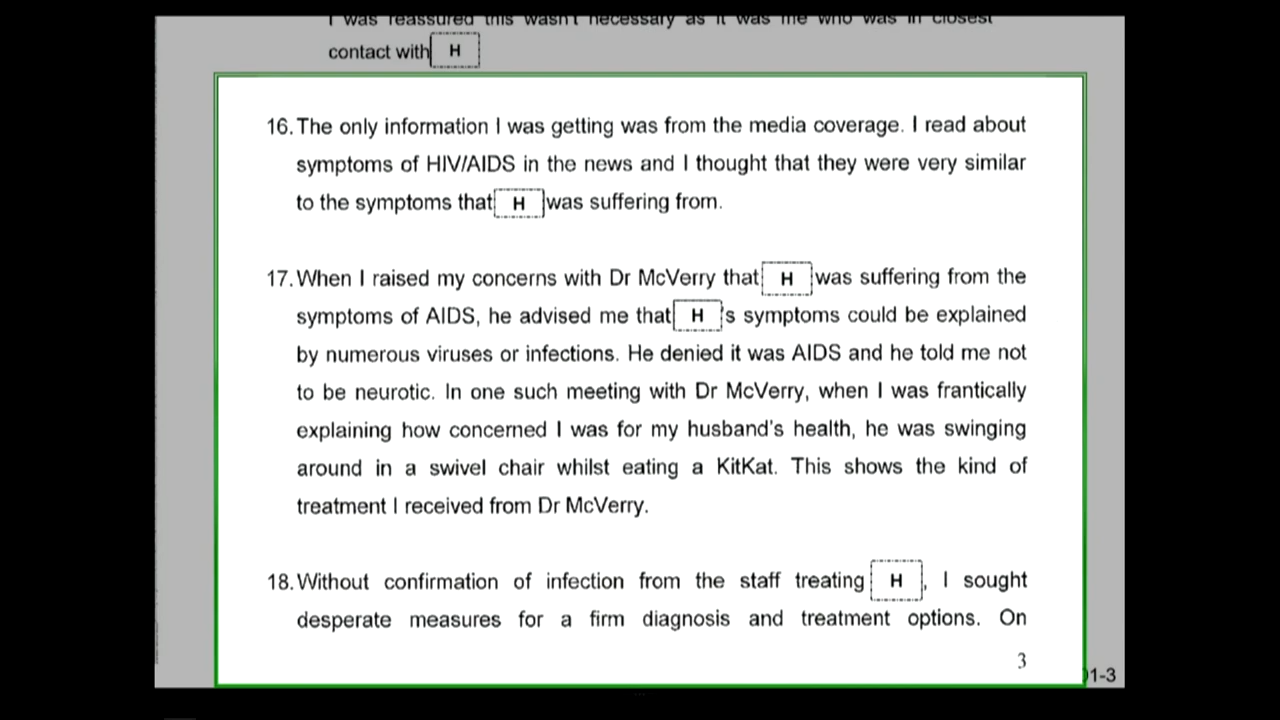 I was reassured this wasn't necessary as it was me who was in closest
contact with H
16. The only information I was getting was from the media coverage. I read about
symptoms of HIV/AIDS in the news and I thought that they were very similar
to the symptoms that H was suffering from.
17. When I raised my concerns with Dr McVerry that H was suffering from the
symptoms of AIDS, he advised me that H 's symptoms could be explained
by numerous viruses or infections. He denied it was AIDS and he told me not
to be neurotic. In one such meeting with Dr McVerry, when I was frantically
explaining how concerned I was for my husband's health, he was swinging
around in a swivel chair whilst eating a KitKat. This shows the kind of
treatment I received from Dr McVerry.
18. Without confirmation of infection from the staff treating H , I sought
desperate measures for a firm diagnosis and treatment options. On
3
1-3